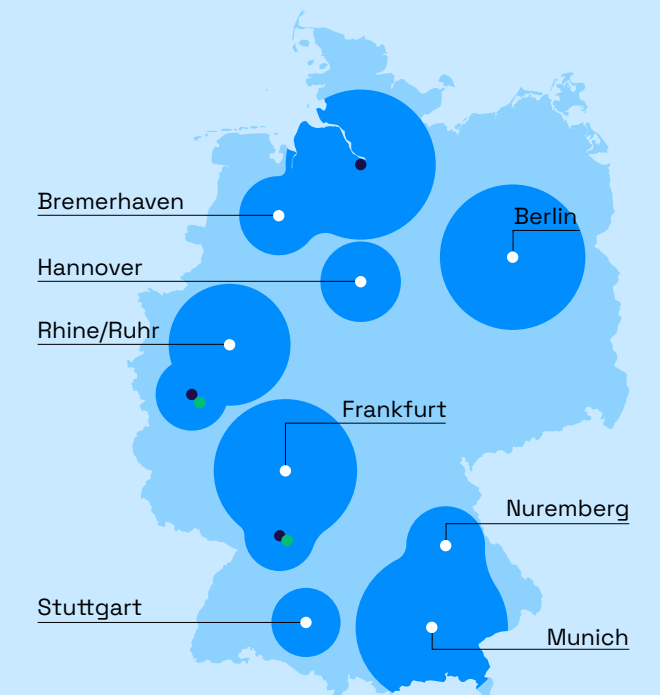 Bremerhaven
Berlin
Hannover
Rhine/Ruhr
Frankfurt
Nuremberg
Stuttgart
Munich